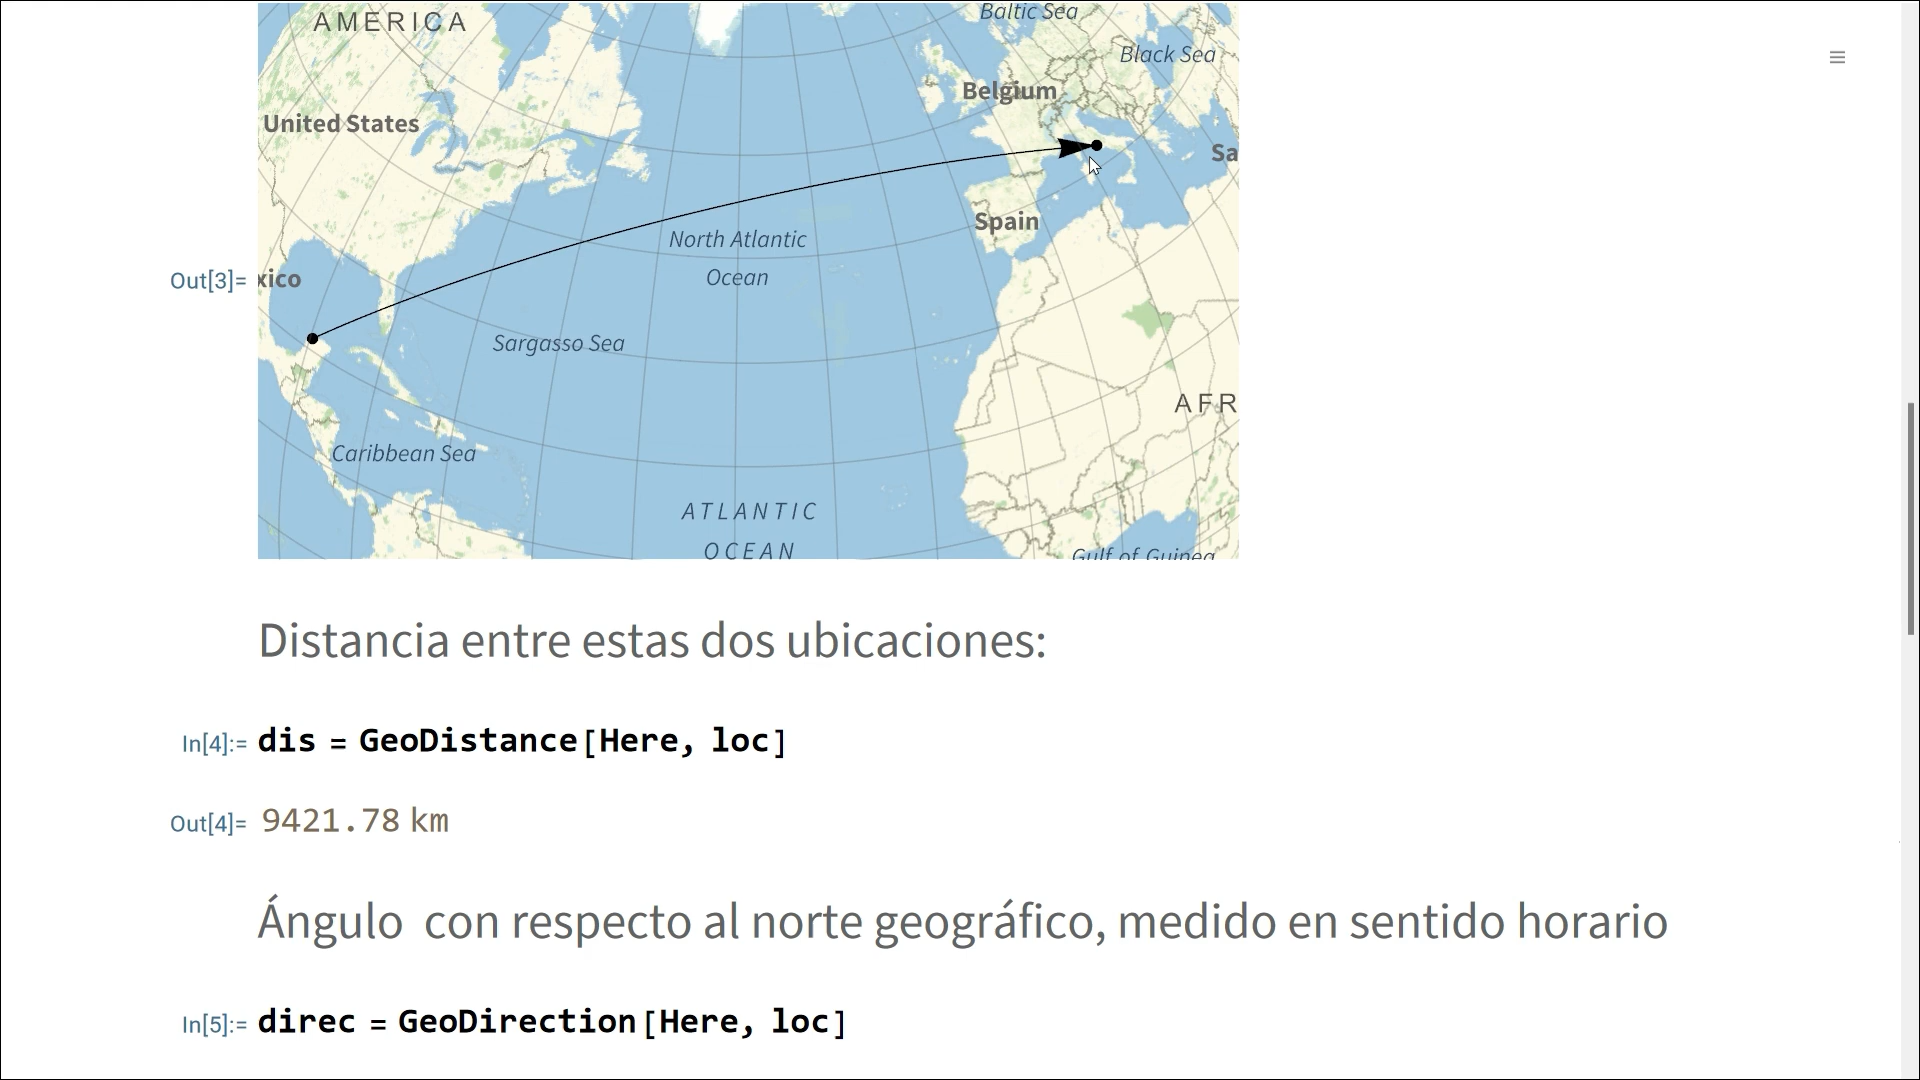 AMERICA
Baltic Sea
Black Sea
Belgium
United States
Sa
Spain
North Atlantic
Ocean
Out[3]=
xico
Sargasso Sea
AFR
Caribbean Sea
ATLANTIC
OCEAN
Gulf of Guinea
Distancia entre estas dos ubicaciones:
In[4]:= dis = GeoDistance[Here, loc]
Out[4]= 9421.78 km
Ángulo con respecto al norte geográfico, medido en sentido horario
In[5]:= direc = GeoDirection[Here, loc]